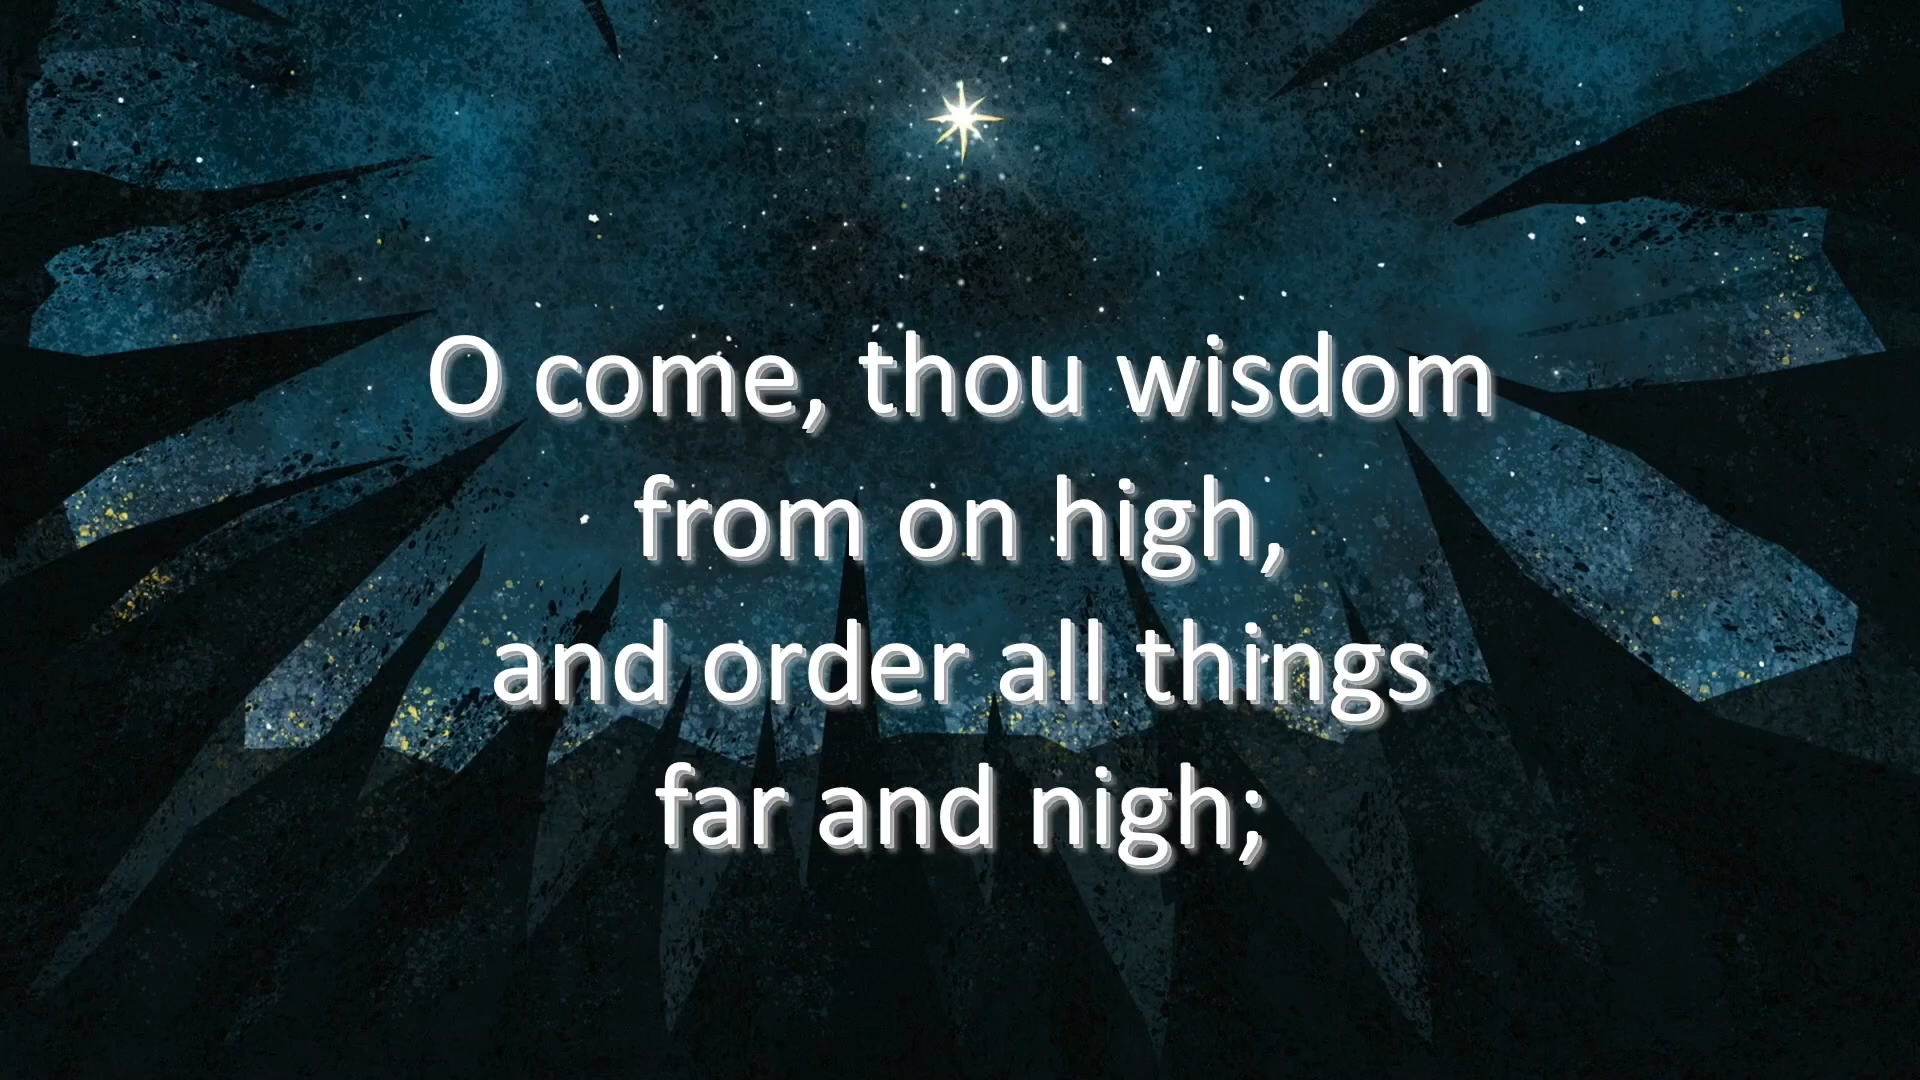 O come, thou wisdom
from on high,
and order all things
far and nigh;